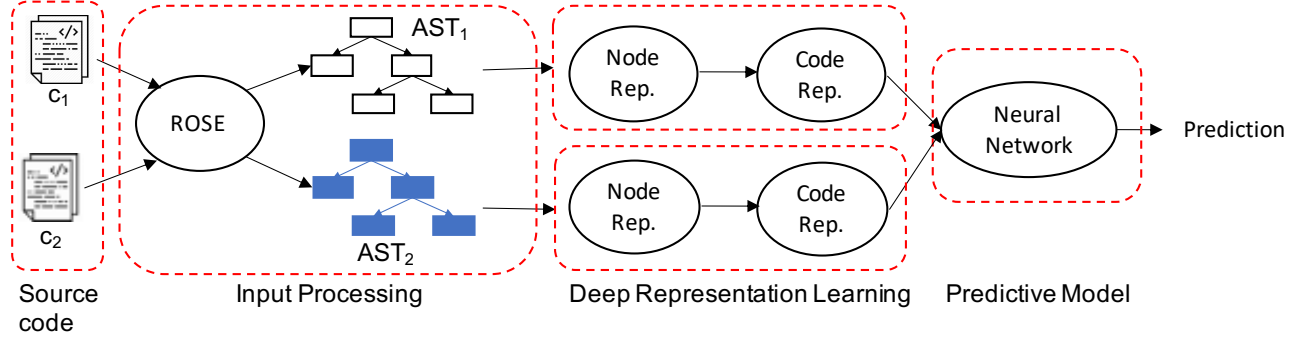 c1
c2
Source
code
ROSE
AST1
AST2
Input Processing
Node
Rep.
Code
Rep.
Node
Rep.
Code
Rep.
Deep Representation Learning
Neural
Network
Predictive Model
Prediction